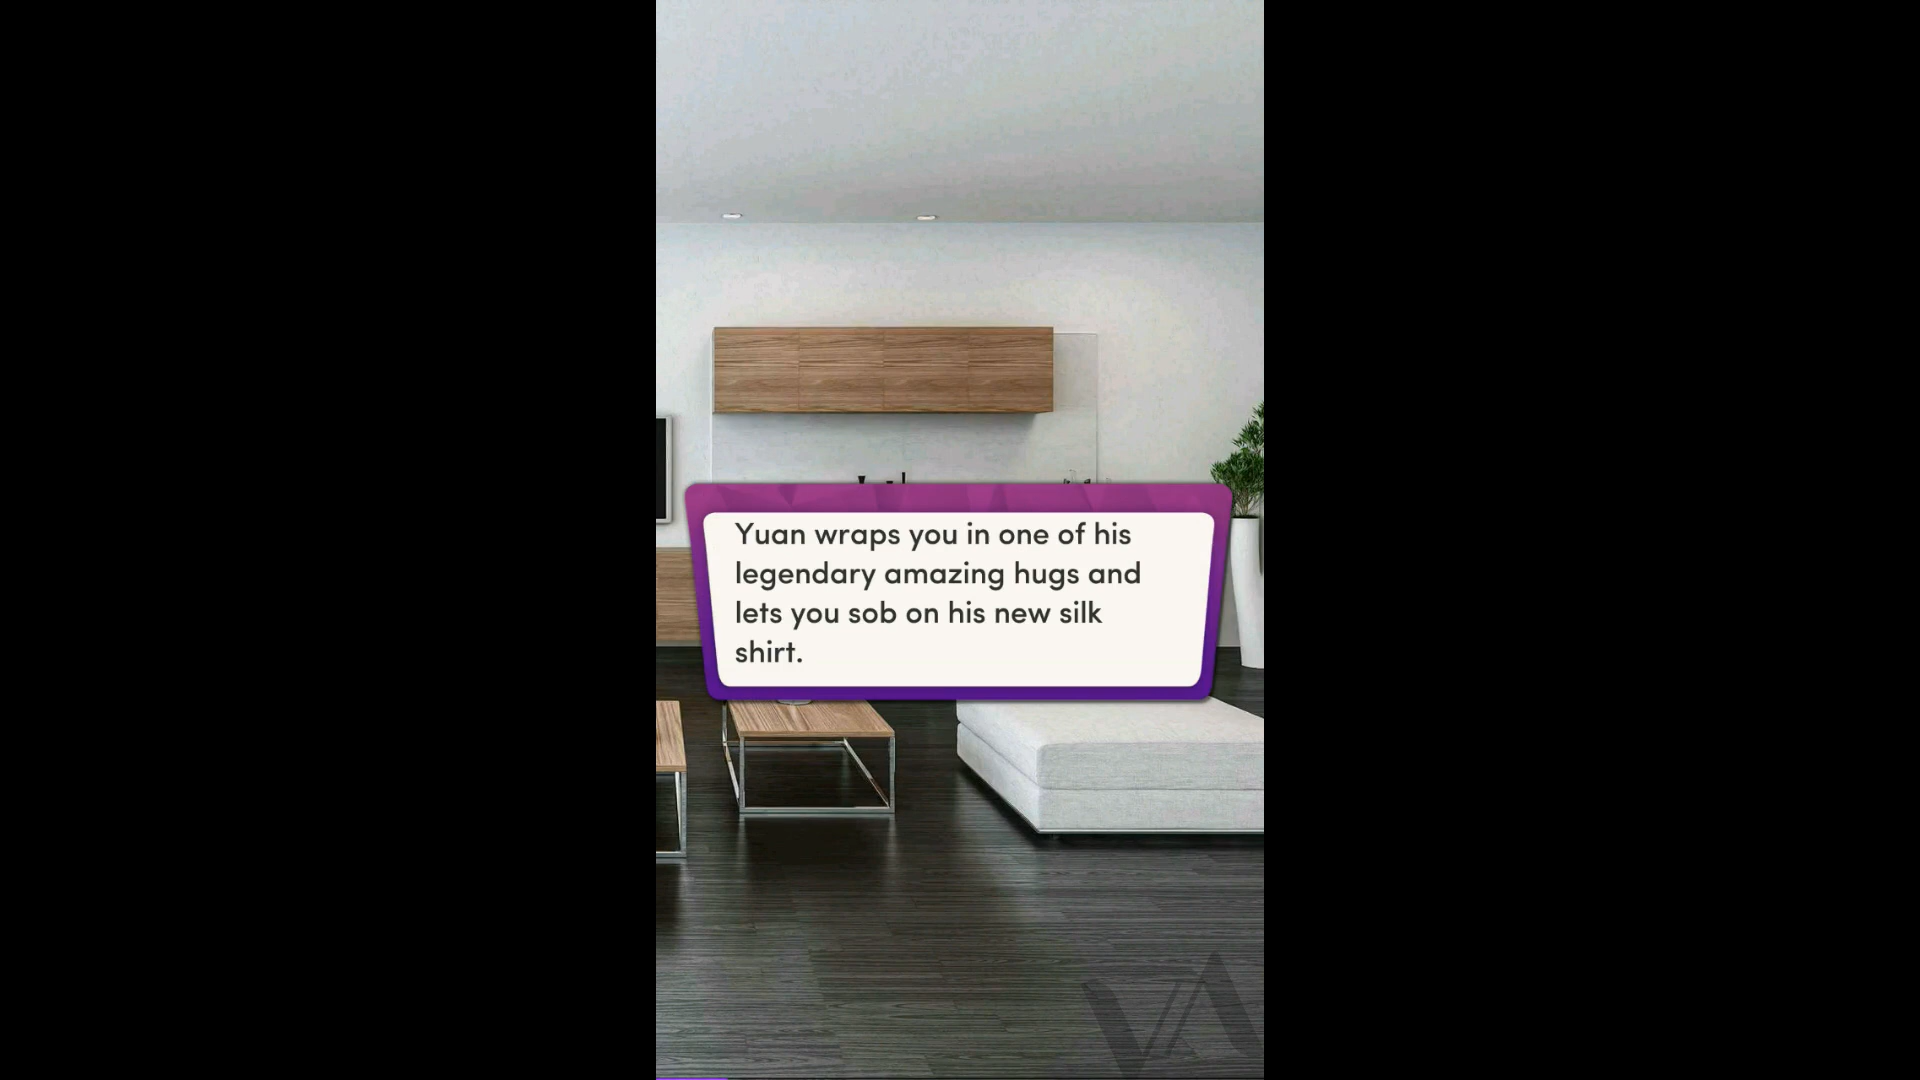 Yuan wraps you in one of his
legendary amazing hugs and
lets you sob on his new silk
shirt.
VA